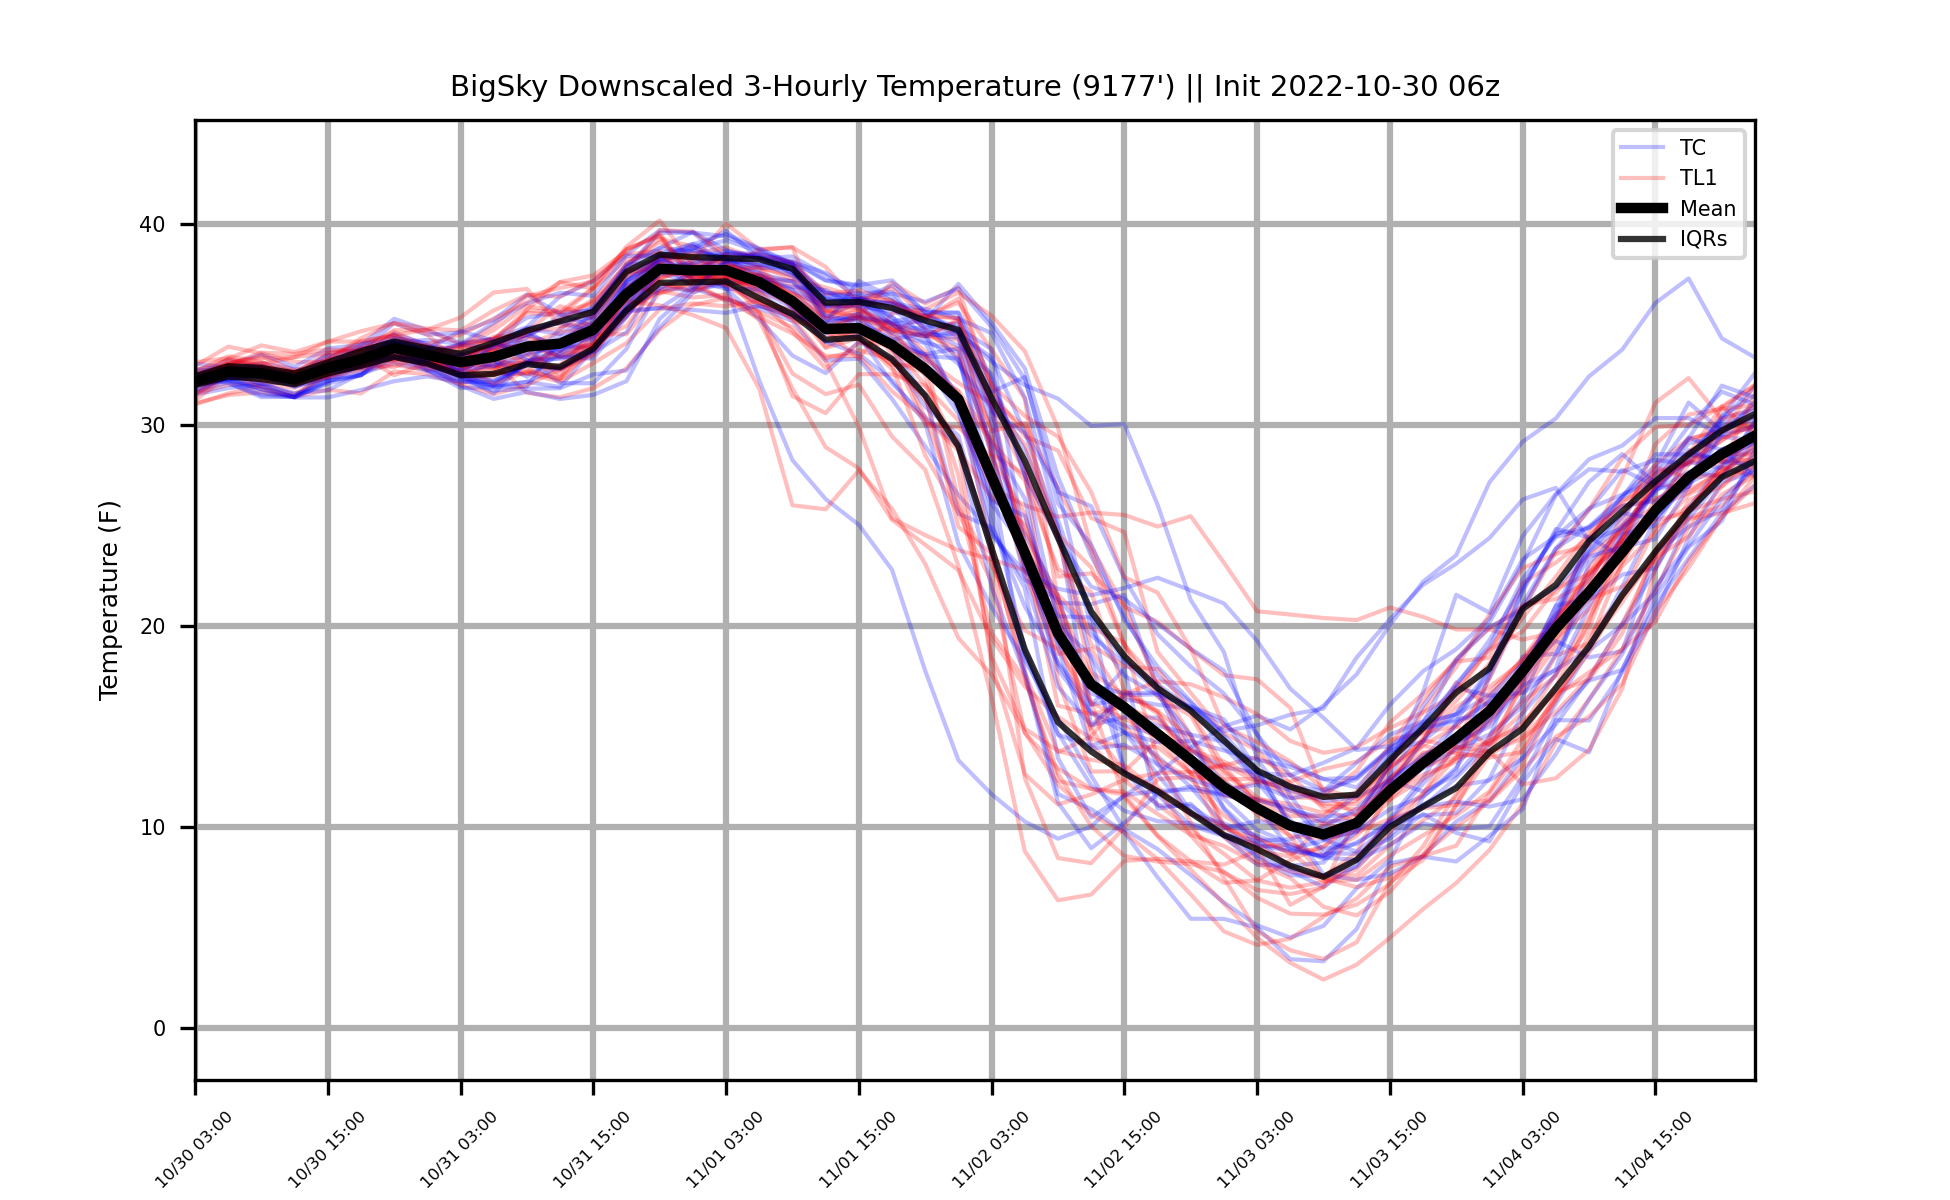 BigSky Downscaled 3-Hourly Temperature (9177') || Init 2022-10-30 06z
TC
TL1
Mean
IQRs
Temperature (F)
40
30
20
10
0
10/30 03:00
10/30 15:00
10/31 03:00
10/31 15:00
11/01 03:00
11/01 15:00
11/02 03:00
11/02 15:00
11/03 03:00
11/03 15:00
11/04 03:00
11/04 15:00